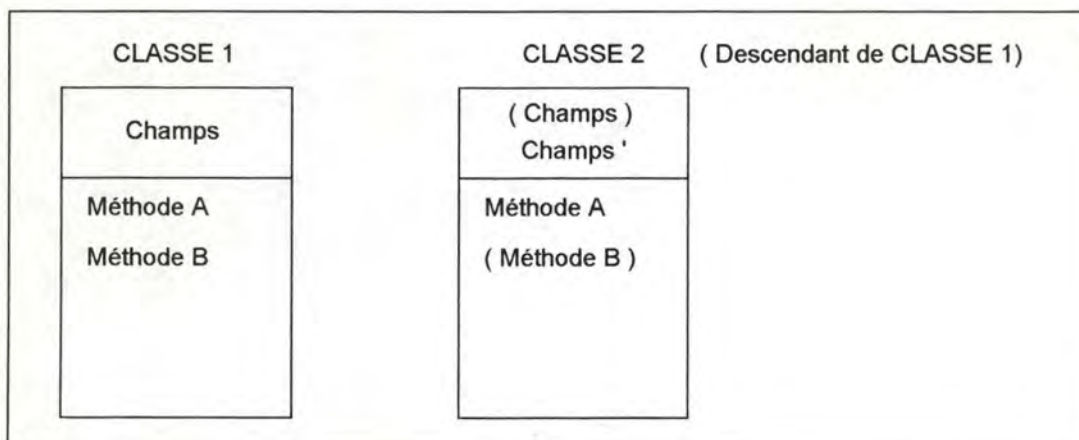 CLASSE 1
Champs
Méthode A
Méthode B
CLASSE 2 ( Descendant de CLASSE 1)
( Champs )
Champs '
Méthode A
( Méthode B )